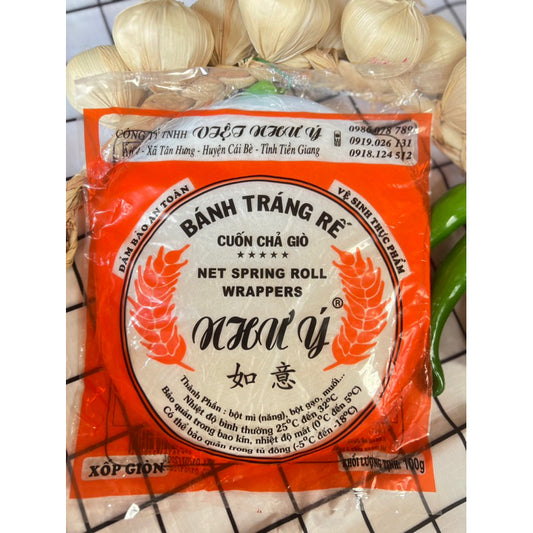 CÔNG TY TNHH VIỆT NHƯ Ý
- Xã Tân Hưng - Huyện Cái Bè - Tỉnh Tiền Giang
0986 078 789
0919.026.131
0918.124.512
ĐẢM BẢO AN TOÀN
VỆ SINH THỰC PHẨM
BÁNH TRÁNG RẾ
CUỐN CHẢ GIÒ
★★★★★
NET SPRING ROLL
WRAPPERS
NHƯ Ý ®
如意
Thành Phần : bột mì (năng), bột gạo, muối...
Nhiệt độ bình thường 25°C đến 32°C
Bảo quản trong bao kín, nhiệt độ mát (0°C đến 5°C)
Có thể bảo quản trong tủ đông (-5°C đến -18°C)
XỐP GIÒN
KHỐI LƯỢNG TỊNH: 100g